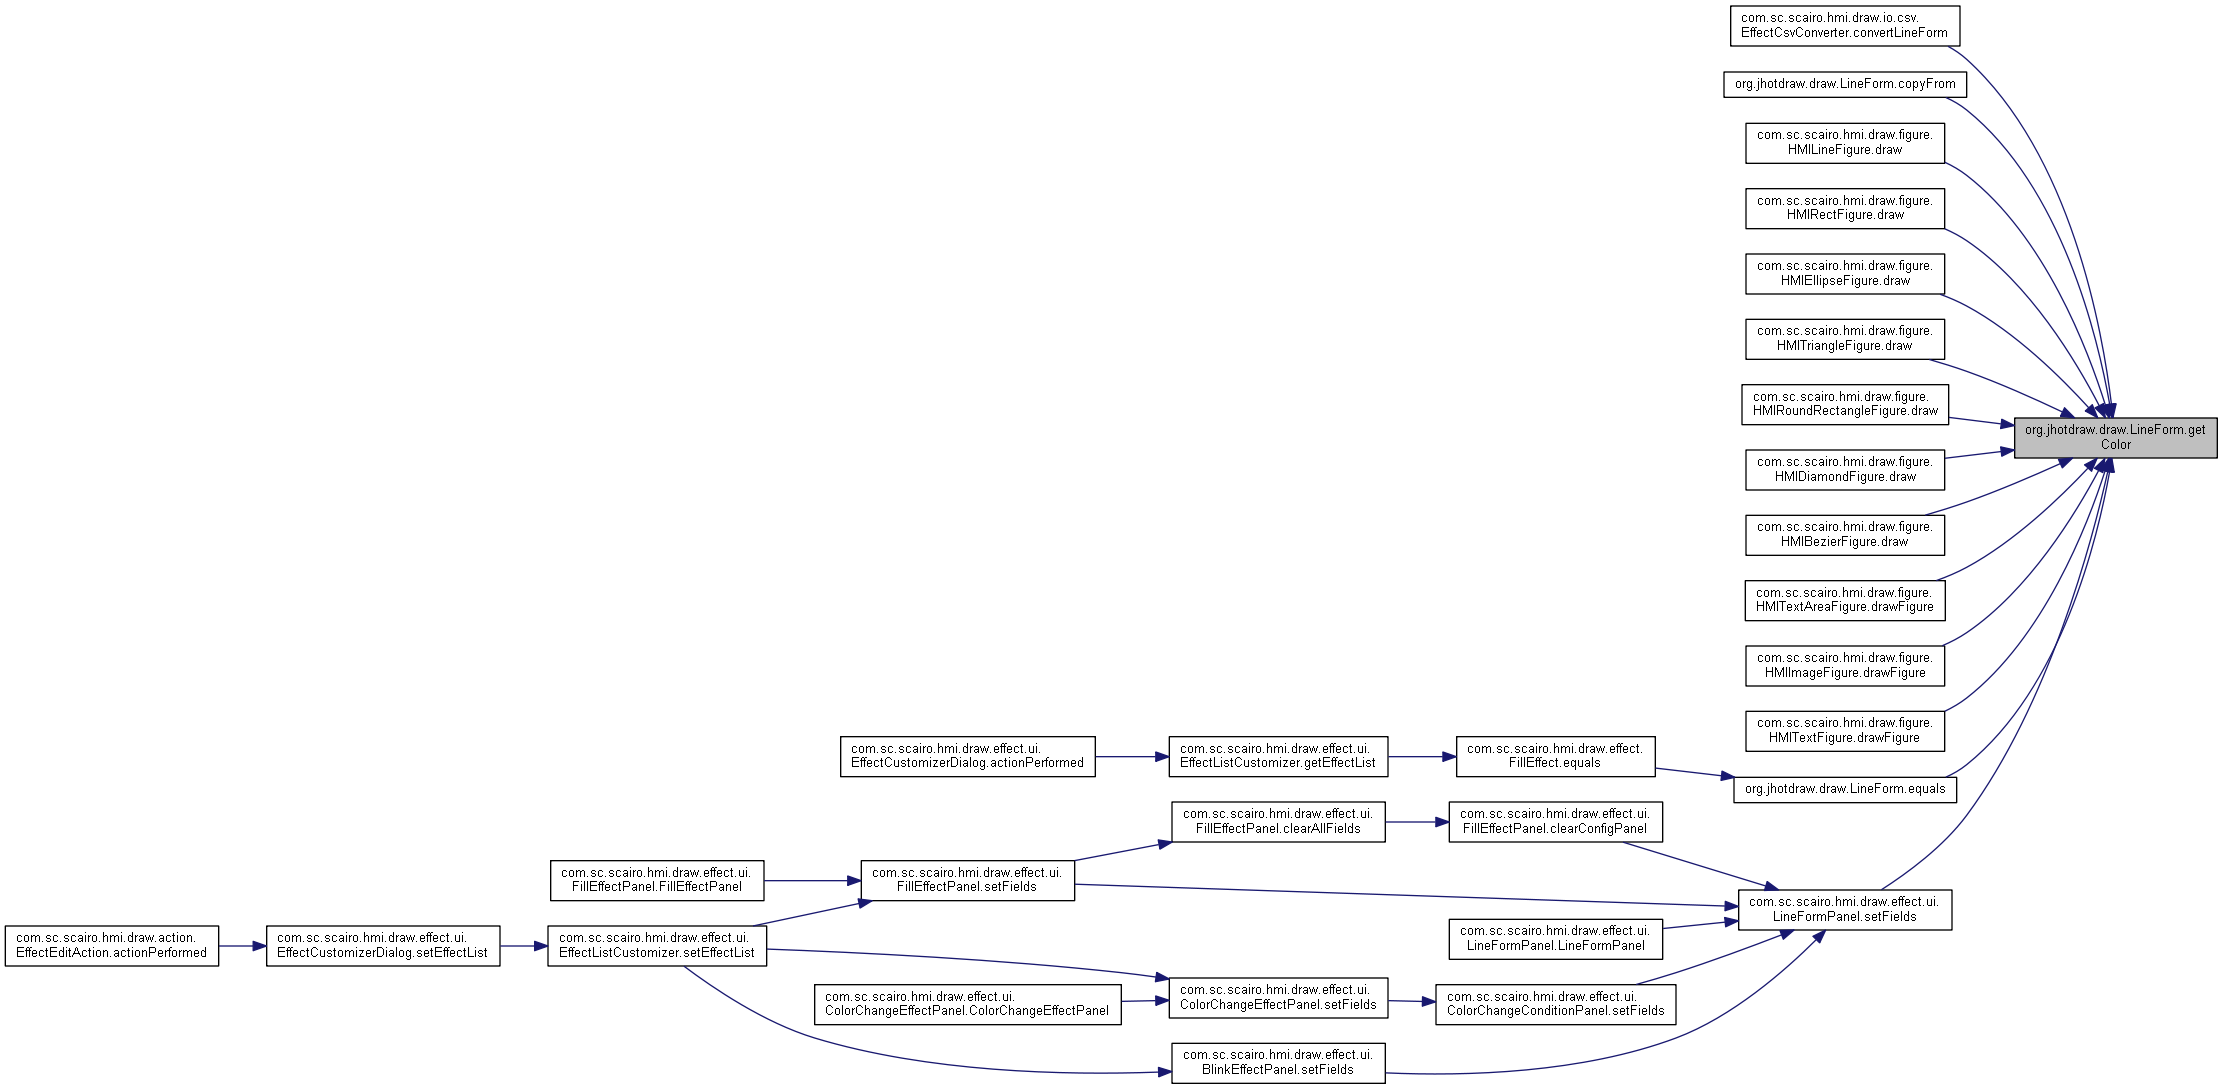 com.sc.scairo.hmi.draw.io.csv.
EffectCsvConverter.convertLineForm
org.jhotdraw.draw.LineForm.copyFrom
com.sc.scairo.hmi.draw.figure.
HMILineFigure.draw
com.sc.scairo.hmi.draw.figure.
HMIRectFigure.draw
com.sc.scairo.hmi.draw.figure.
HMIEllipseFigure.draw
com.sc.scairo.hmi.draw.figure.
HMITriangleFigure.draw
com.sc.scairo.hmi.draw.figure.
HMIRoundRectangleFigure.draw
org.jhotdraw.draw.LineForm.get
Color
com.sc.scairo.hmi.draw.figure.
HMIDiamondFigure.draw
com.sc.scairo.hmi.draw.figure.
HMIBezierFigure.draw
com.sc.scairo.hmi.draw.figure.
HMITextAreaFigure.drawFigure
com.sc.scairo.hmi.draw.figure.
HMIImageFigure.drawFigure
com.sc.scairo.hmi.draw.figure.
HMITextFigure.drawFigure
com.sc.scairo.hmi.draw.effect.ui.
EffectCustomizerDialog.actionPerformed
com.sc.scairo.hmi.draw.effect.ui.
EffectListCustomizer.getEffectList
com.sc.scairo.hmi.draw.effect.
FillEffect.equals
org.jhotdraw.draw.LineForm.equals
com.sc.scairo.hmi.draw.effect.ui.
FillEffectPanel.clearAllFields
com.sc.scairo.hmi.draw.effect.ui.
FillEffectPanel.clearConfigPanel
com.sc.scairo.hmi.draw.effect.ui.
FillEffectPanel.FillEffectPanel
com.sc.scairo.hmi.draw.effect.ui.
FillEffectPanel.setFields
com.sc.scairo.hmi.draw.effect.ui.
LineFormPanel.setFields
com.sc.scairo.hmi.draw.action.
EffectEditAction.actionPerformed
com.sc.scairo.hmi.draw.effect.ui.
EffectCustomizerDialog.setEffectList
com.sc.scairo.hmi.draw.effect.ui.
EffectListCustomizer.setEffectList
com.sc.scairo.hmi.draw.effect.ui.
LineFormPanel.LineFormPanel
com.sc.scairo.hmi.draw.effect.ui.
ColorChangeEffectPanel.ColorChangeEffectPanel
com.sc.scairo.hmi.draw.effect.ui.
ColorChangeEffectPanel.setFields
com.sc.scairo.hmi.draw.effect.ui.
ColorChangeConditionPanel.setFields
com.sc.scairo.hmi.draw.effect.ui.
BlinkEffectPanel.setFields